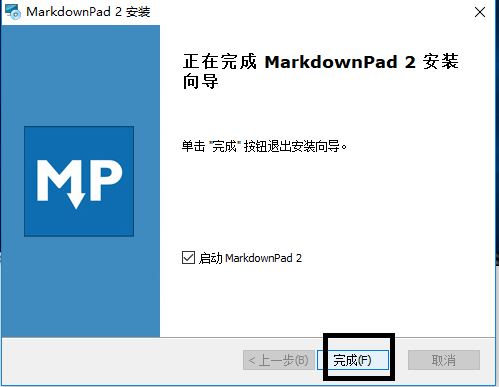 MarkdownPad 2 安装
正在完成 MarkdownPad 2 安装
向导
单击 "完成" 按钮退出安装向导。
MP
启动 MarkdownPad 2
< 上一步(B)
完成(F)
取消